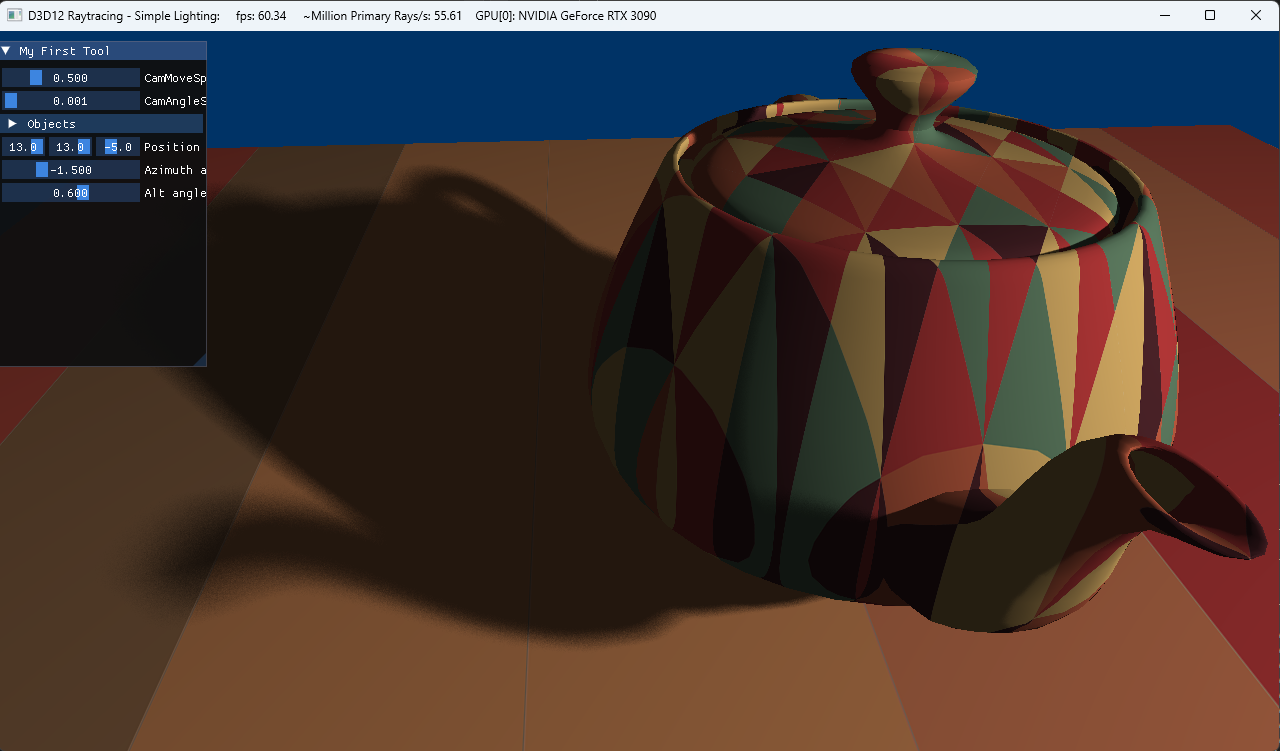 D3D12 Raytracing - Simple Lighting:     fps: 60.34     ~Million Primary Rays/s: 55.61    GPU[0]: NVIDIA GeForce RTX 3090
My First Tool
0.500 CamMoveSp
0.001 CamAngleS
Objects
13.0 13.0 -5.0 Position
-1.500 Azimuth a
0.600 Alt angle